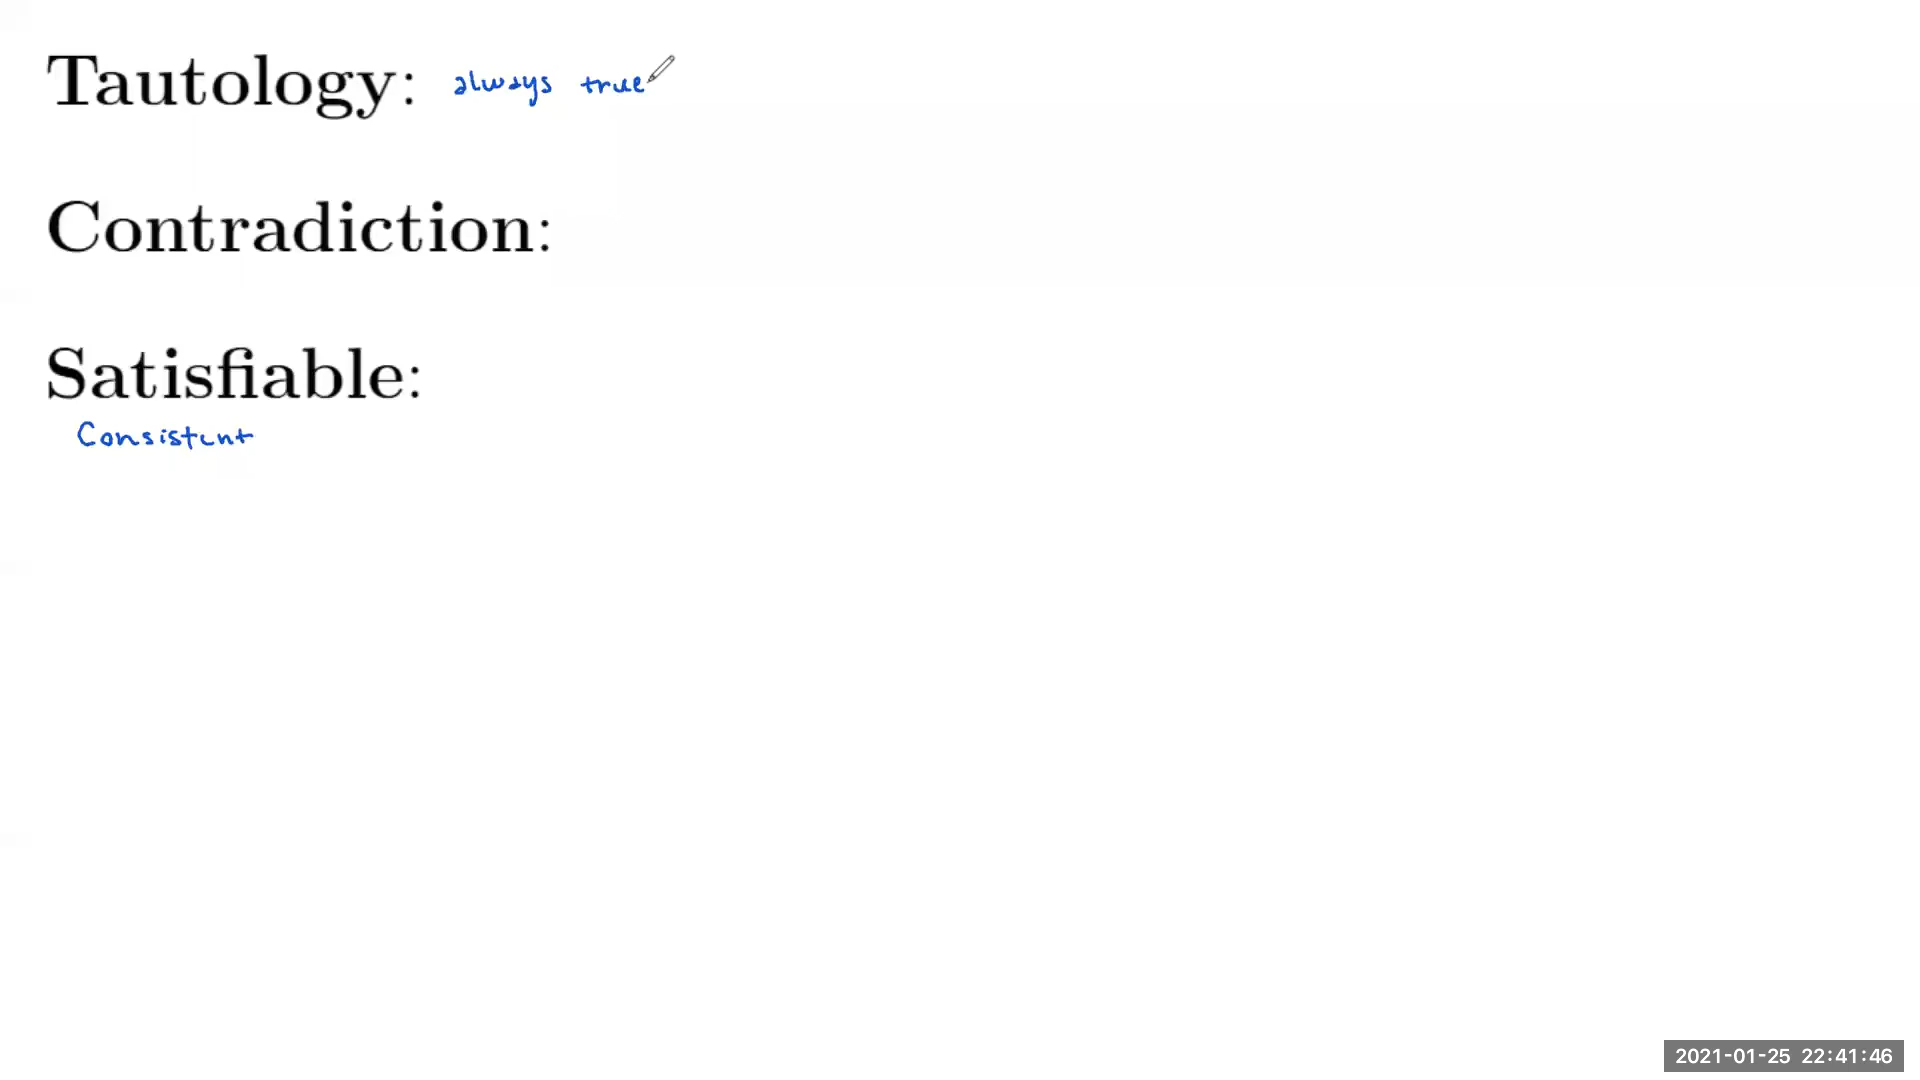 Tautology: always true
Contradiction:
Satisfiable:
Consistent
2021-01-25 22:41:46